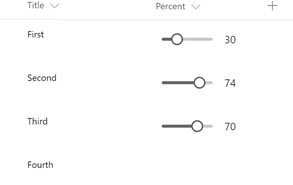 Title Percent
First 30
Second 74
Third 70
Fourth